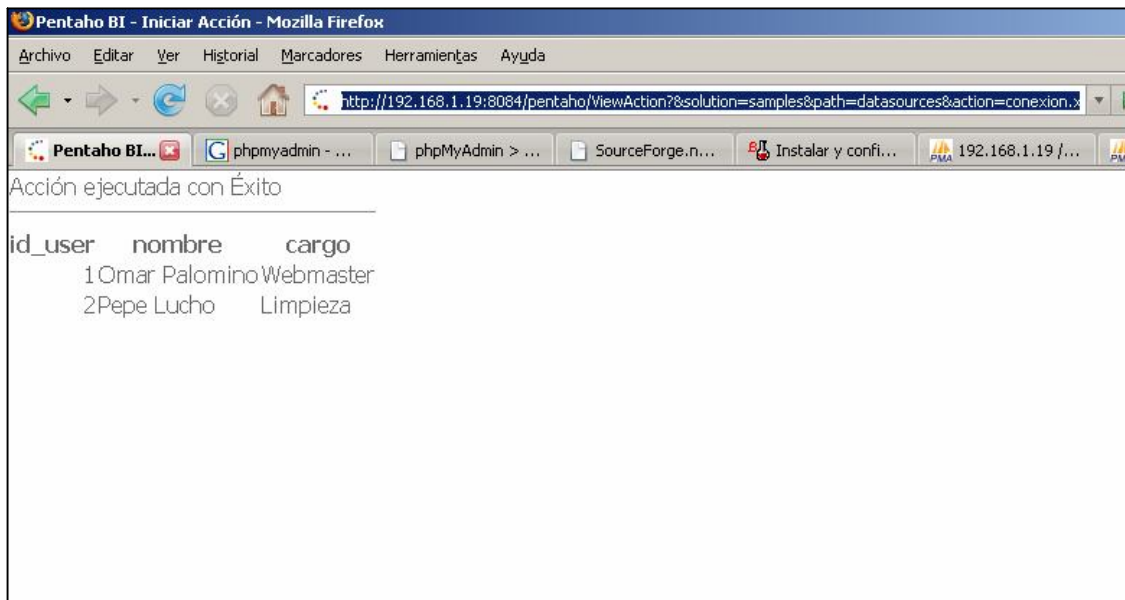 Pentaho BI - Iniciar Acción - Mozilla Firefox
Archivo Editar Ver Historial Marcadores Herramientas Ayuda
http://192.168.1.19:8084/pentaho/ViewAction?&solution=samples&path=datasources&action=conexion.x
Pentaho BI... phpmyadmin - ... phpMyAdmin > ... SourceForge.n... Instalar y confi... 192.168.1.19 /...
Acción ejecutada con Éxito
id_user nombre cargo
1 Omar Palomino Webmaster
2 Pepe Lucho Limpieza